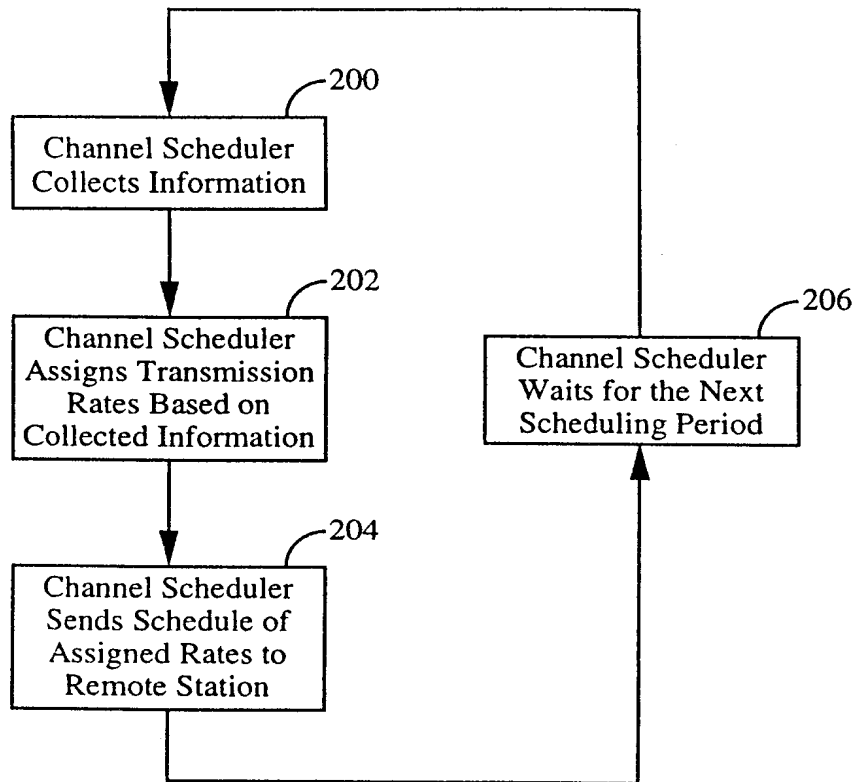 200
Channel Scheduler
Collects Information
202
Channel Scheduler
Assigns Transmission
Rates Based on
Collected Information
206
Channel Scheduler
Waits for the Next
Scheduling Period
204
Channel Scheduler
Sends Schedule of
Assigned Rates to
Remote Station